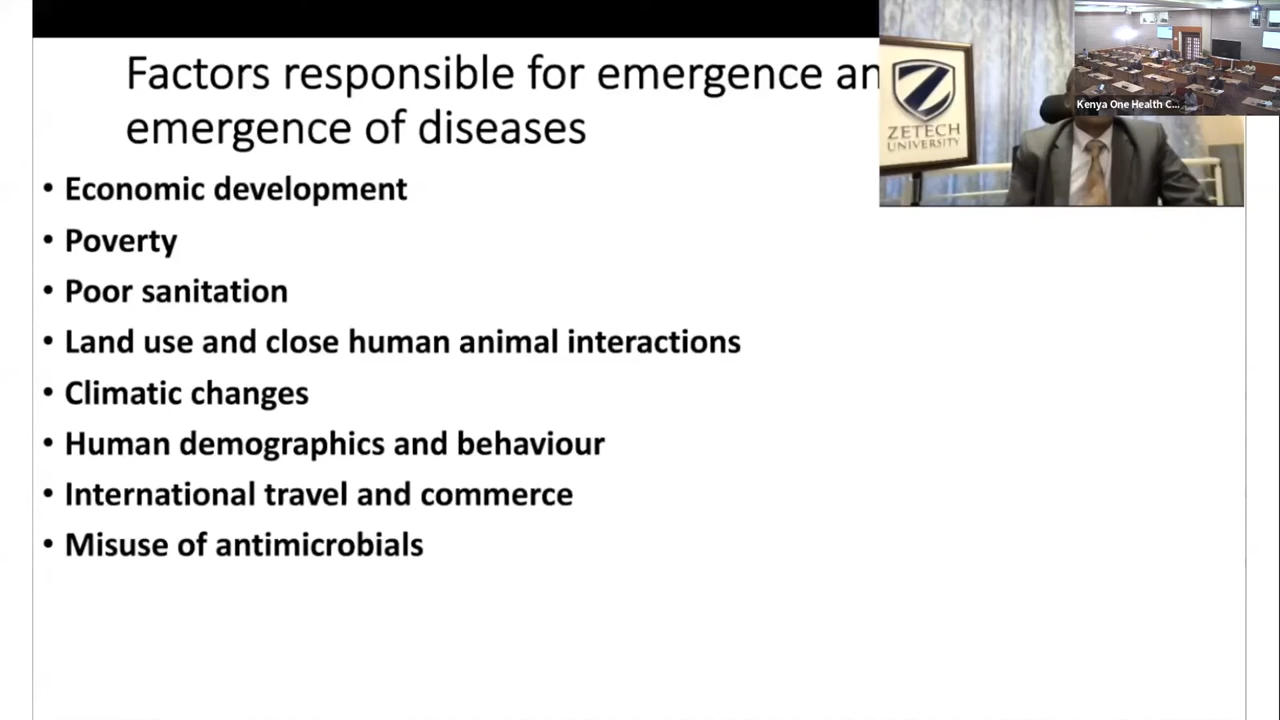 Factors responsible for emergence an
emergence of diseases
• Economic development
• Poverty
• Poor sanitation
• Land use and close human animal interactions
• Climatic changes
• Human demographics and behaviour
• International travel and commerce
• Misuse of antimicrobials
Z
ZETECH
UNIVERSITY
Kenya One Health C...